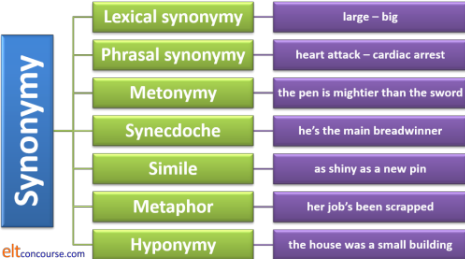 Synonymy
Lexical synonymy
large – big
Phrasal synonymy
heart attack – cardiac arrest
Metonymy
the pen is mightier than the sword
Synecdoche
he's the main breadwinner
Simile
as shiny as a new pin
Metaphor
her job's been scrapped
Hyponymy
the house was a small building
eltconcourse.com